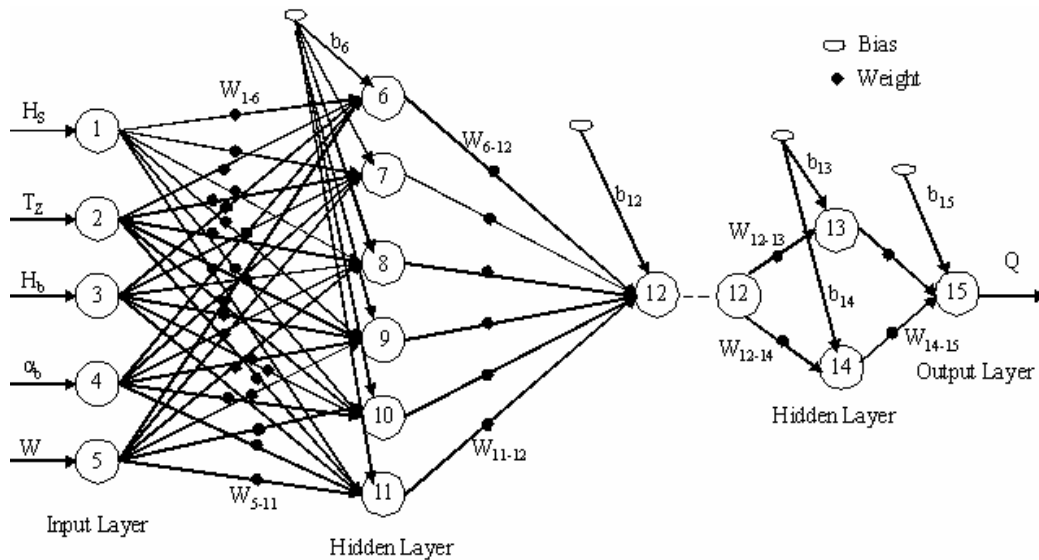 Bias
Weight
b6
W1-6
HS
TZ
Hb
αb
W
1
2
3
4
5
6
7
8
9
10
11
W5-11
Input Layer
Hidden Layer
W6-12
b12
12
W11-12
12
W12-13
W12-14
b13
b14
13
14
Hidden Layer
b15
15
W14-15
Output Layer
Q